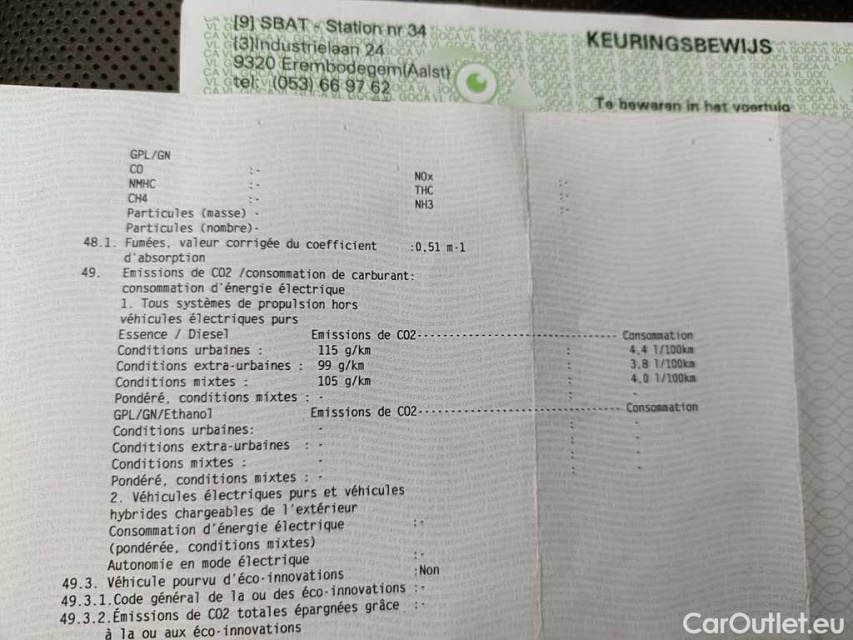 [9] SBAT - Station nr 34
(3)Industrielaan 24
9320 Erembodegem(Aalst)
tel: (053) 66 97 62
KEURINGSBEWIJS
Te bewaren in het voertuig
GPL/GN
CO :-
NMHC :- NOx :-
CH4 :- THC :-
Particules (masse) - NH3 :-
Particules (nombre)-
48.1. Fumées, valeur corrigée du coefficient :0,51 m-1
d'absorption
49. Emissions de CO2 /consommation de carburant:
consommation d'énergie électrique
1. Tous systèmes de propulsion hors
véhicules électriques purs
Essence / Diesel Emissions de CO2 Consommation
Conditions urbaines : 115 g/km : 4,4 l/100km
Conditions extra-urbaines : 99 g/km : 3,8 l/100km
Conditions mixtes : 105 g/km : 4,0 l/100km
Pondéré, conditions mixtes : - : -
GPL/GN/Ethanol Emissions de CO2 Consommation
Conditions urbaines: - : -
Conditions extra-urbaines : - : -
Conditions mixtes : - : -
Pondéré, conditions mixtes : - : -
2. Véhicules électriques purs et véhicules
hybrides chargeables de l'extérieur
Consommation d'énergie électrique :-
(pondérée, conditions mixtes)
Autonomie en mode électrique :-
49.3. Véhicule pourvu d'éco-innovations :Non
49.3.1.Code général de la ou des éco-innovations :-
49.3.2.Émissions de CO2 totales épargnées grâce :-
à la ou aux éco-innovations
CarOutlet.eu